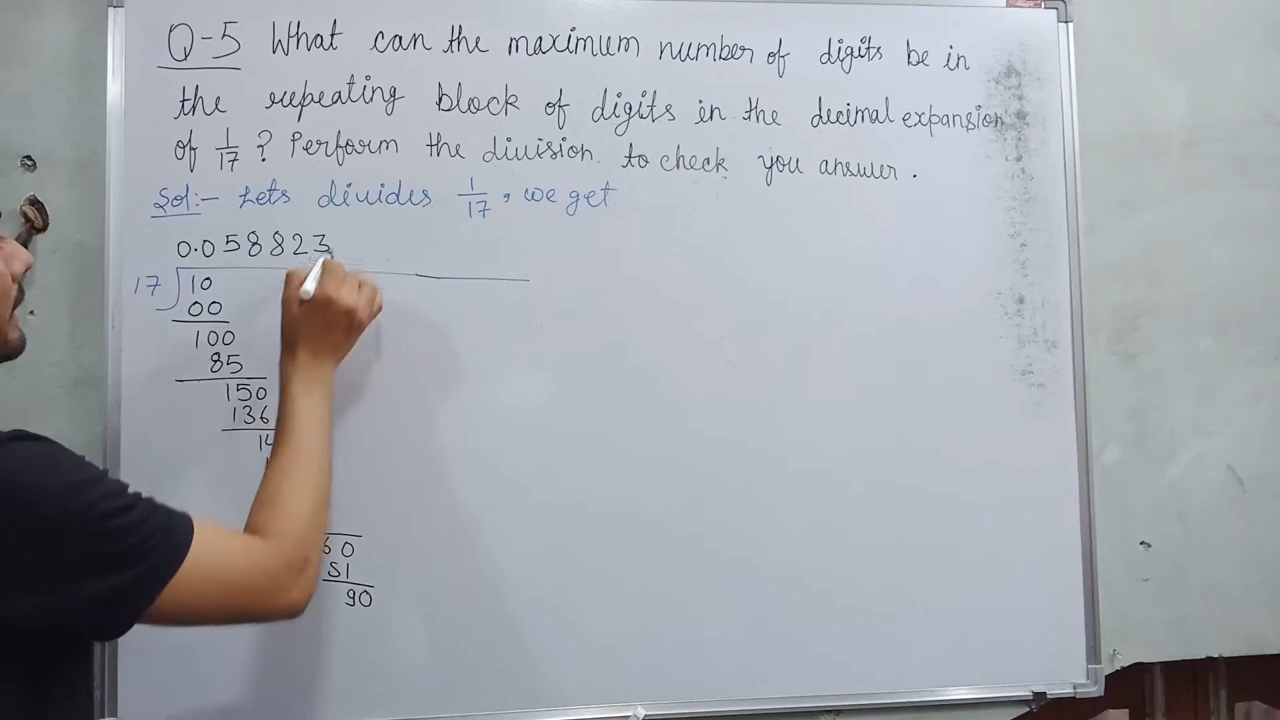 Q-5 What can the maximum number of digits be in
the repeating block of digits in the decimal expansion
of 1/17 ? Perform the division to check you answer.
Sol:- Lets divides 1/17, we get
0.058823
17 10
00
100
85
150
136
14
60
51
90